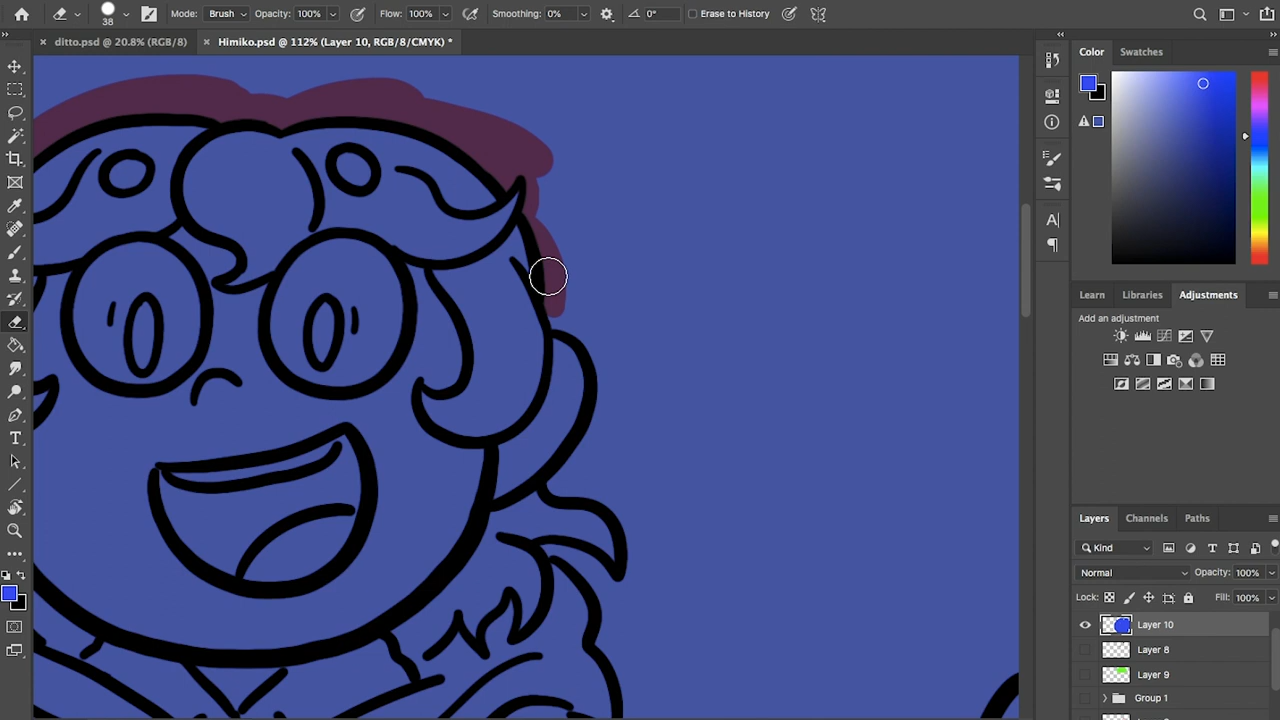 38 Mode: Brush Opacity: 100% Flow: 100% Smoothing: 0% 0° Erase to History
ditto.psd @ 20.8% (RGB/8) Himiko.psd @ 112% (Layer 10, RGB/8/CMYK) *
Color Swatches
Learn Libraries Adjustments
Add an adjustment
Layers Channels Paths
Kind
Normal Opacity: 100%
Lock: Fill: 100%
Layer 10
Layer 8
Layer 9
Group 1